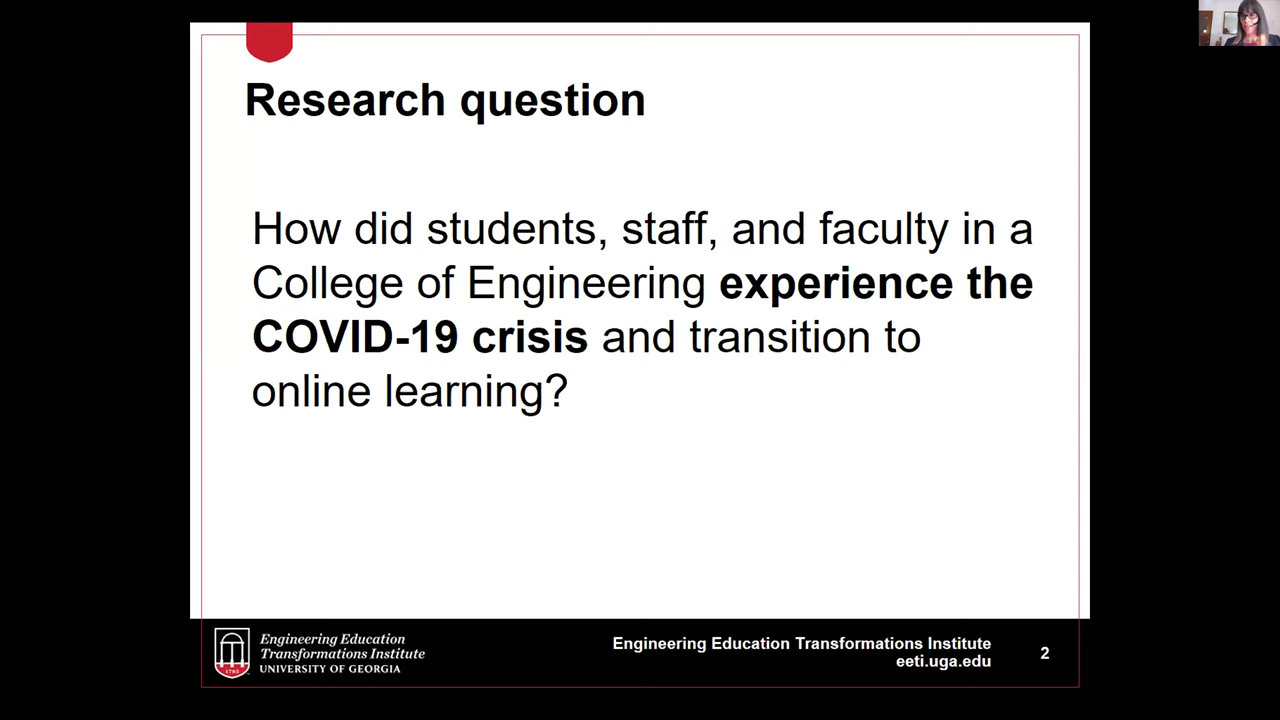 Research question
How did students, staff, and faculty in a
College of Engineering experience the
COVID-19 crisis and transition to
online learning?
Engineering Education
Transformations Institute
UNIVERSITY OF GEORGIA
1785
Engineering Education Transformations Institute
eeti.uga.edu
2